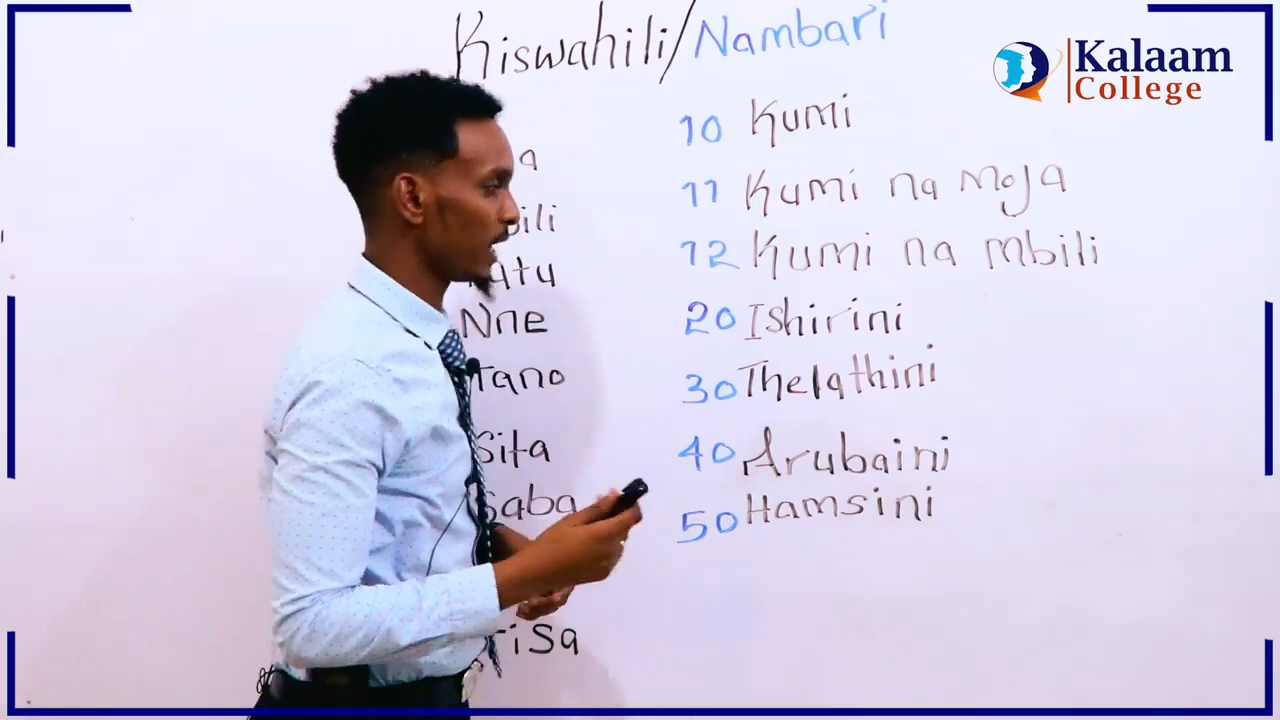 Kiswahili/Nambari
Kalaam
College
Nne
Tano
Sita
Saba
10 Kumi
11 Kumi na Moja
12 Kumi na Mbili
20 Ishirini
30 Thelathini
40 Arubaini
50 Hamsini